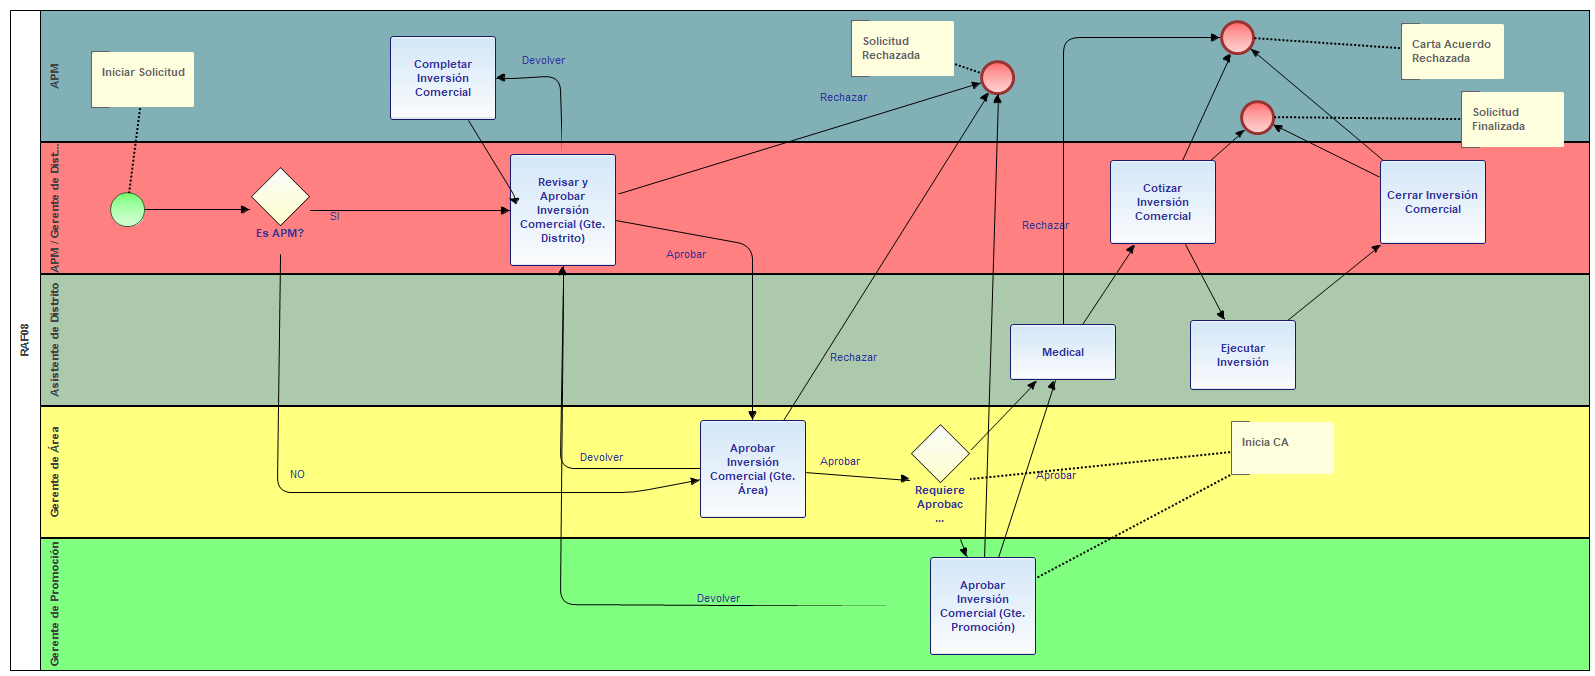 RAF08
APM
Iniciar Solicitud
Completar
Inversión
Comercial
Devolver
Solicitud
Rechazada
Rechazar
Carta Acuerdo
Rechazada
Solicitud
Finalizada
APM / Gerente de Dist...
Es APM?
SI
Revisar y
Aprobar
Inversión
Comercial (Gte.
Distrito)
Aprobar
Rechazar
Cotizar
Inversión
Comercial
Cerrar Inversión
Comercial
Asistente de Distrito
Rechazar
Medical
Ejecutar
Inversión
Gerente de Área
NO
Devolver
Aprobar
Inversión
Comercial (Gte.
Área)
Aprobar
Requiere
Aprobac
...
Aprobar
Inicia CA
Gerente de Promoción
Devolver
Aprobar
Inversión
Comercial (Gte.
Promoción)